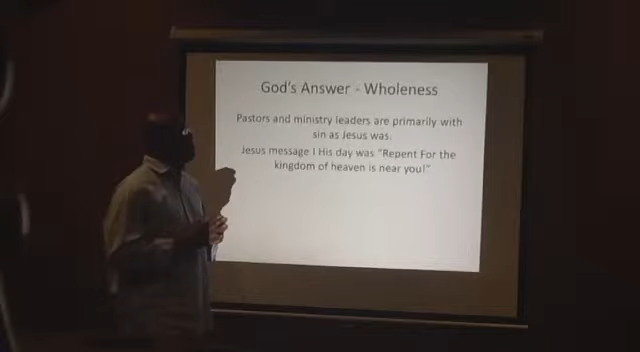 God's Answer - Wholeness
Pastors and ministry leaders are primarily with
sin as Jesus was.
Jesus message I His day was "Repent For the
kingdom of heaven is near you!"